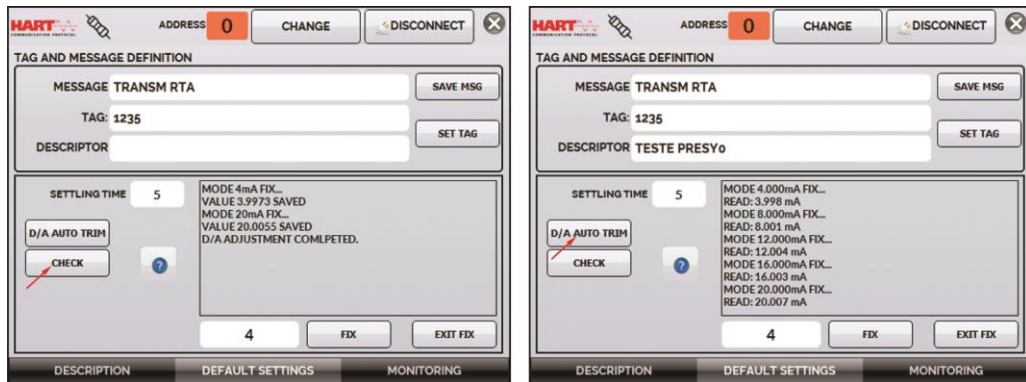 HART ADDRESS 0 CHANGE DISCONNECT
COMMUNICATION PROTOCOL
TAG AND MESSAGE DEFINITION
MESSAGE TRANSM RTA SAVE MSG
TAG: 1235
SET TAG
DESCRIPTOR
SETTLING TIME 5
D/A AUTO TRIM
CHECK ?
MODE 4mA FIX...
VALUE 3.9973 SAVED
MODE 20mA FIX...
VALUE 20.0055 SAVED
D/A ADJUSTMENT COMLPETED.
4 FIX EXIT FIX
DESCRIPTION DEFAULT SETTINGS MONITORING
HART ADDRESS 0 CHANGE DISCONNECT
COMMUNICATION PROTOCOL
TAG AND MESSAGE DEFINITION
MESSAGE TRANSM RTA SAVE MSG
TAG: 1235
SET TAG
DESCRIPTOR TESTE PRESY0
SETTLING TIME 5
D/A AUTO TRIM
CHECK ?
MODE 4.000mA FIX...
READ: 3.998 mA
MODE 8.000mA FIX...
READ: 8.001 mA
MODE 12.000mA FIX...
READ: 12.004 mA
MODE 16.000mA FIX...
READ: 16.003 mA
MODE 20.000mA FIX...
READ: 20.007 mA
4 FIX EXIT FIX
DESCRIPTION DEFAULT SETTINGS MONITORING